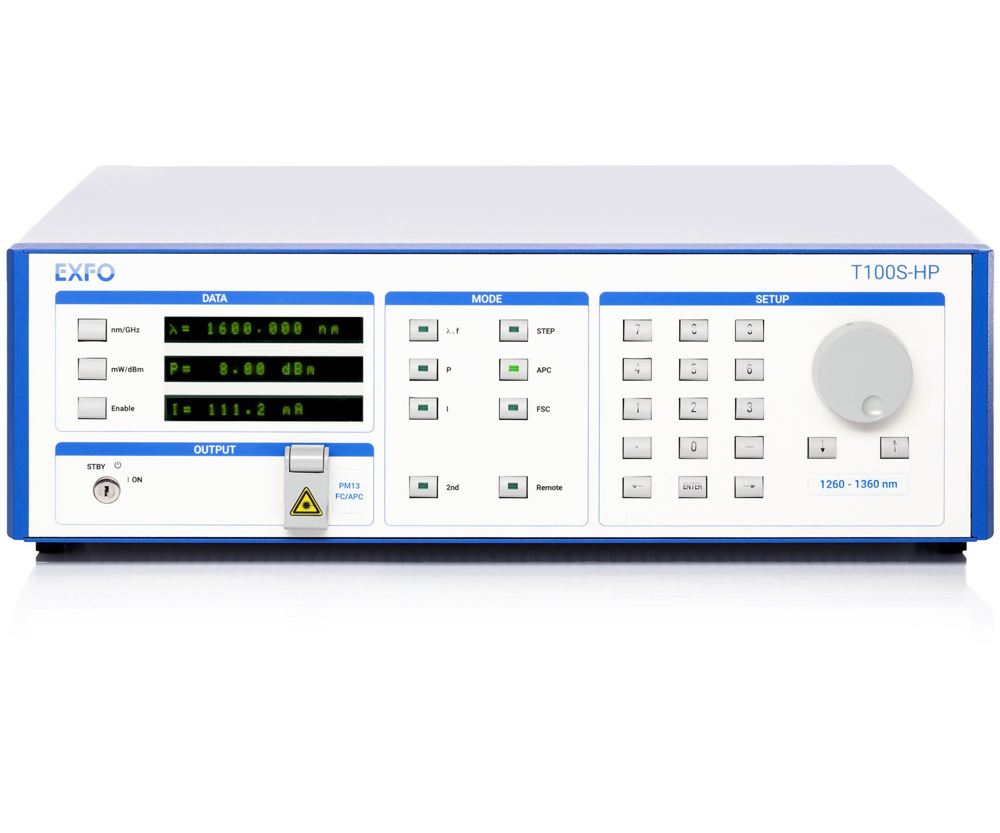 EXFO
T100S-HP
DATA
nm/GHz
λ= 1600.000 nm
mW/dBm
P= 8.00 dBm
Enable
I= 111.2 mA
OUTPUT
STBY
I ON
PM13
FC/APC
MODE
λ.f
STEP
P
APC
I
FSC
2nd
Remote
SETUP
7 8 9
4 5 6
1 2 3
. 0 –
↓ ↑
← ENTER →
1260 - 1360 nm